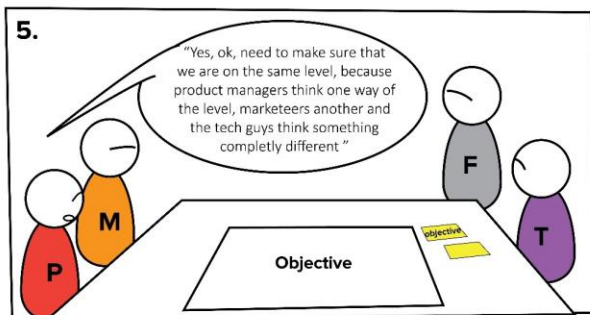 5.
“Yes, ok, need to make sure that
we are on the same level, because
product managers think one way of
the level, marketeers another and
the tech guys think something
completly different ”
F
M
T
P
objective
Objective